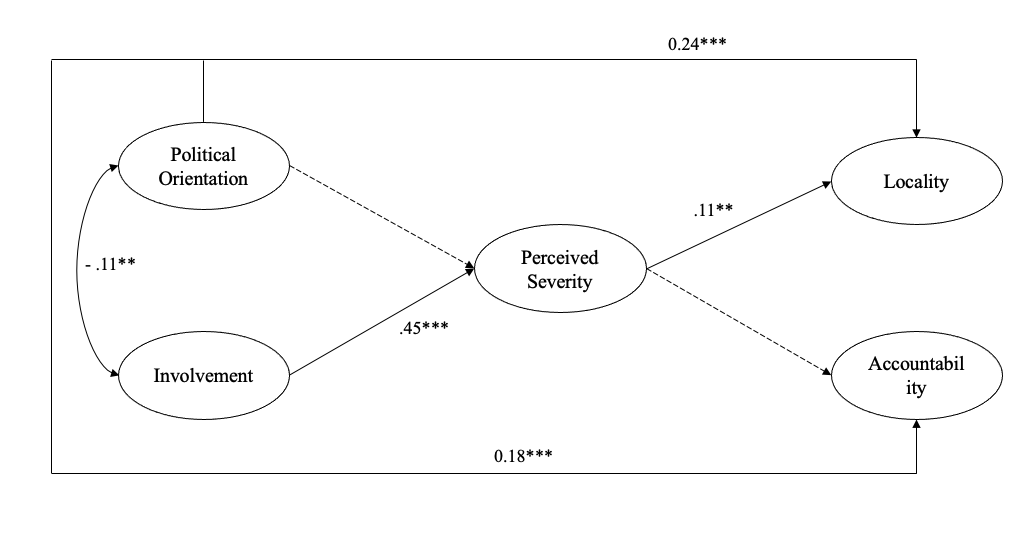 0.24***
Political
Orientation
Locality
.11**
- .11**
Perceived
Severity
.45***
Involvement
Accountabil
ity
0.18***